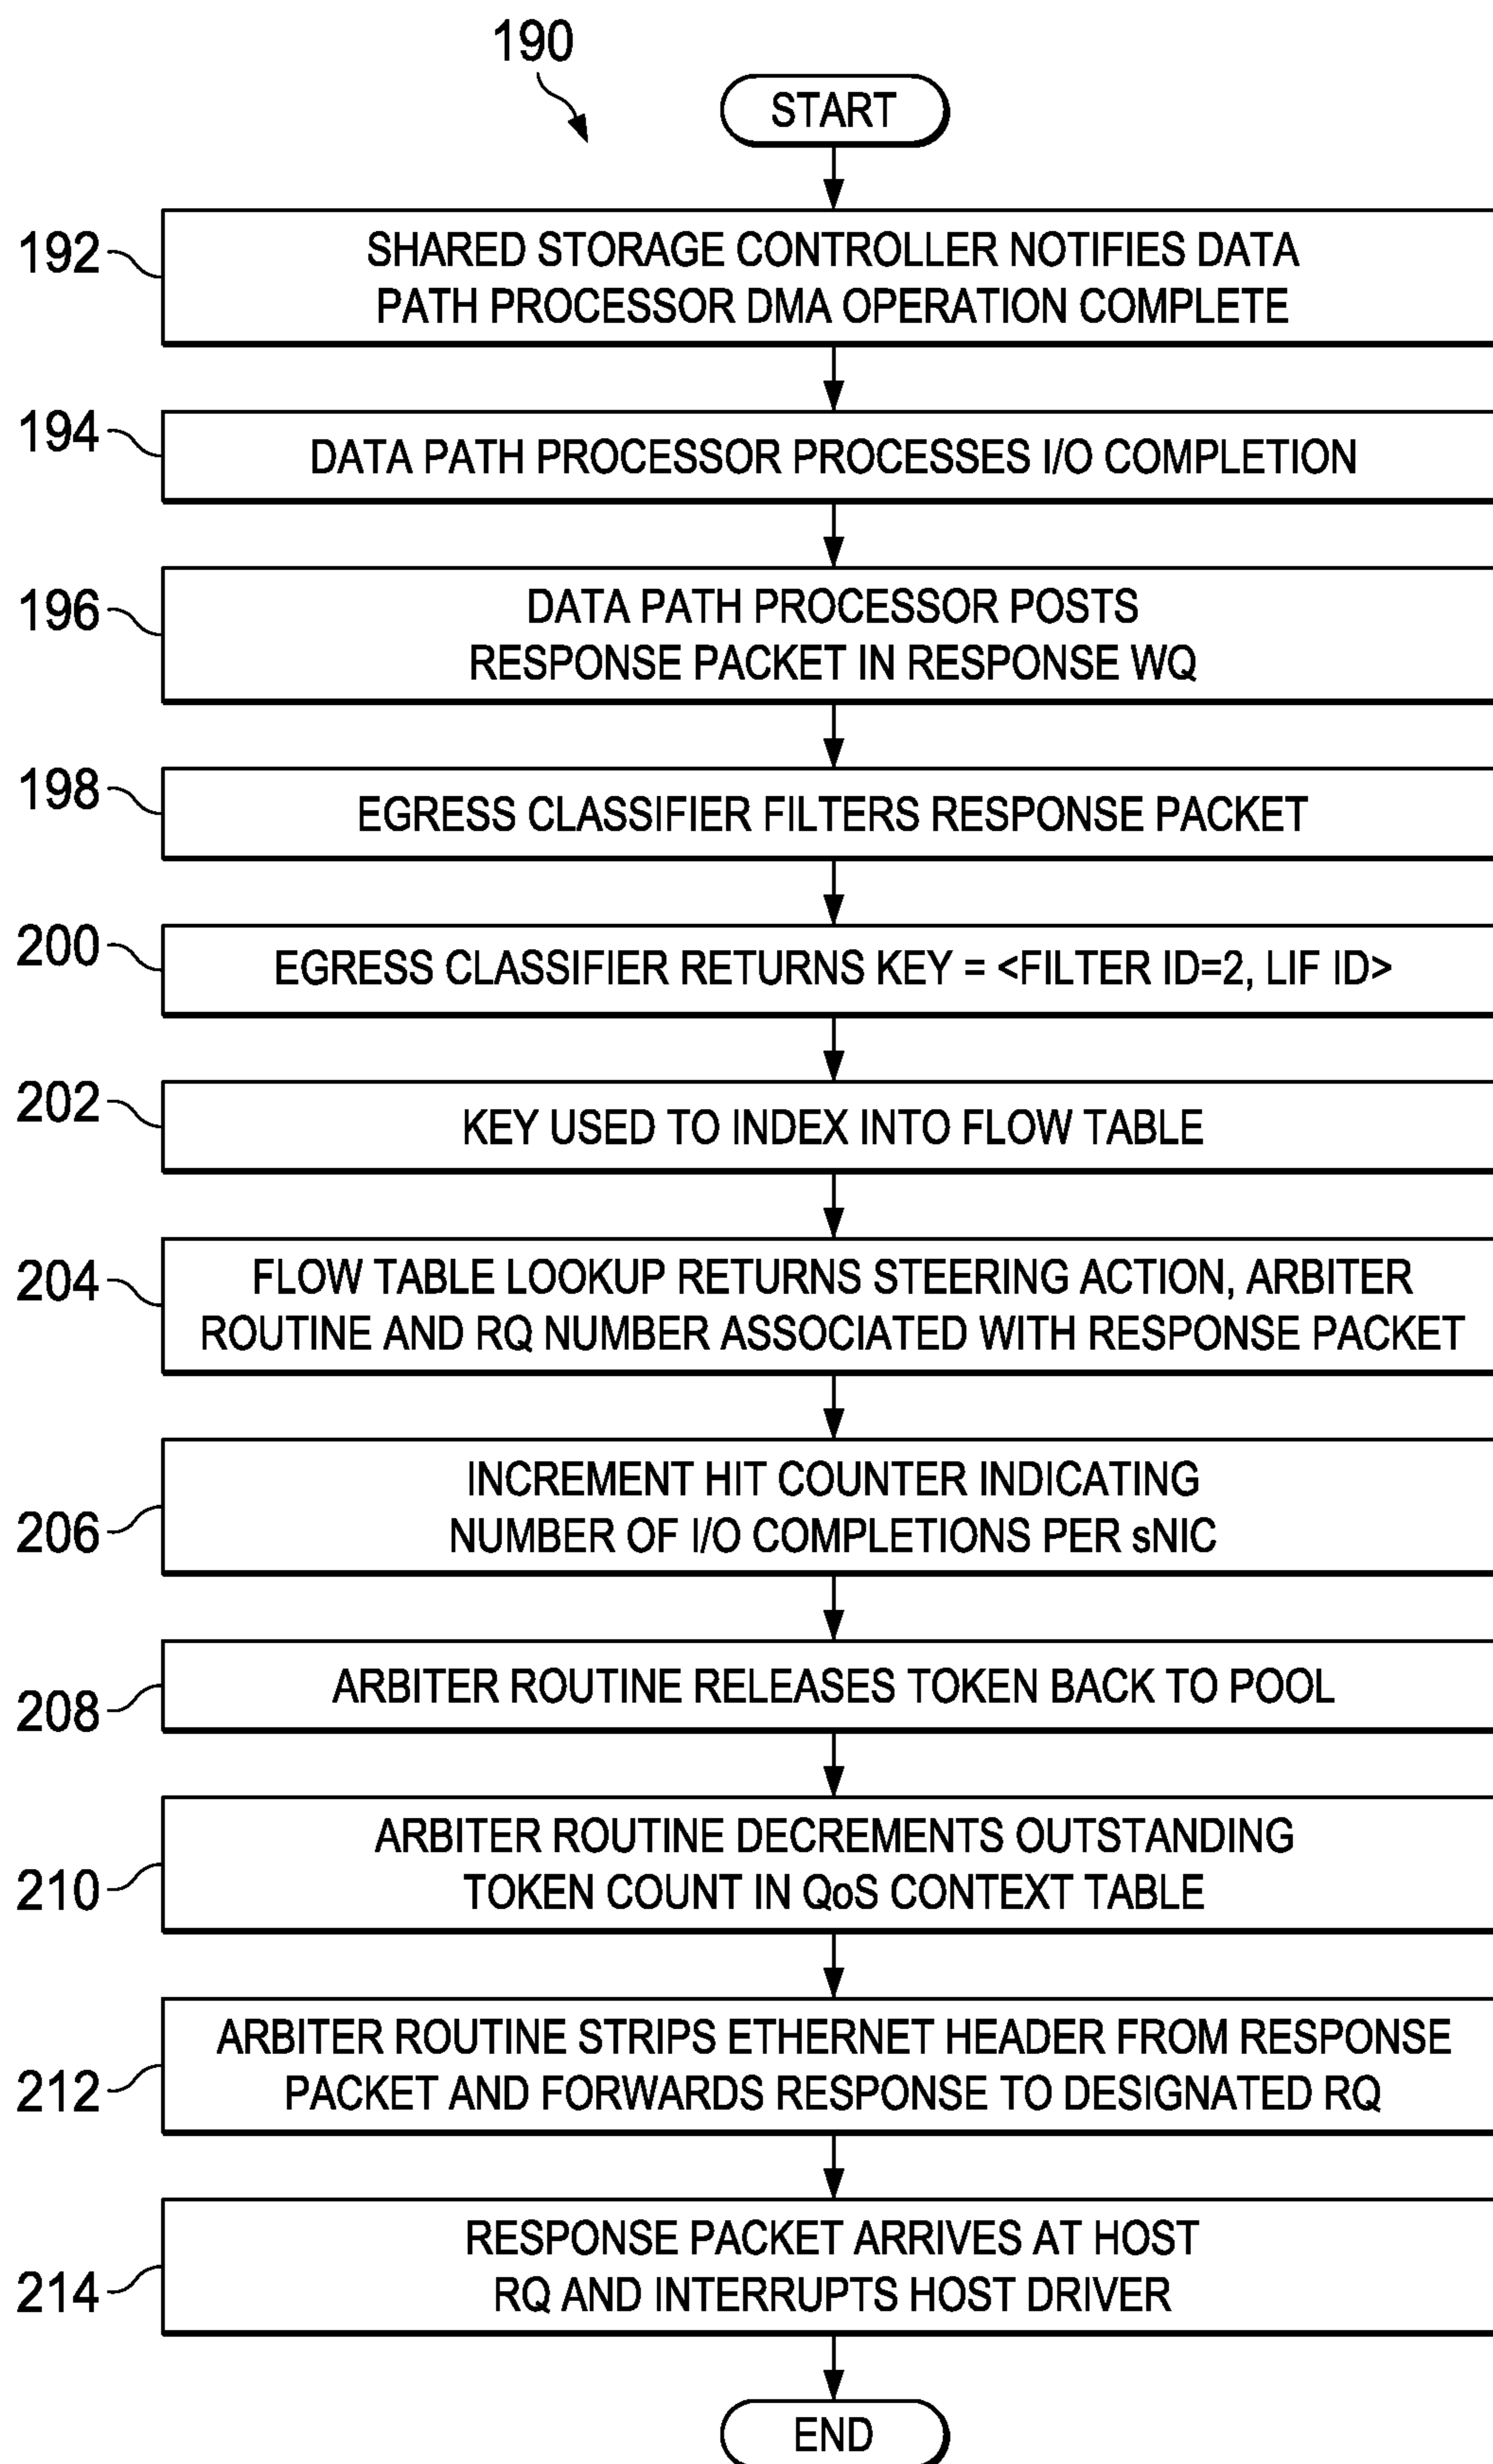 190
START
192
SHARED STORAGE CONTROLLER NOTIFIES DATA
PATH PROCESSOR DMA OPERATION COMPLETE
194
DATA PATH PROCESSOR PROCESSES I/O COMPLETION
196
DATA PATH PROCESSOR POSTS
RESPONSE PACKET IN RESPONSE WQ
198
EGRESS CLASSIFIER FILTERS RESPONSE PACKET
200
EGRESS CLASSIFIER RETURNS KEY = <FILTER ID=2, LIF ID>
202
KEY USED TO INDEX INTO FLOW TABLE
204
FLOW TABLE LOOKUP RETURNS STEERING ACTION, ARBITER
ROUTINE AND RQ NUMBER ASSOCIATED WITH RESPONSE PACKET
206
INCREMENT HIT COUNTER INDICATING
NUMBER OF I/O COMPLETIONS PER sNIC
208
ARBITER ROUTINE RELEASES TOKEN BACK TO POOL
210
ARBITER ROUTINE DECREMENTS OUTSTANDING
TOKEN COUNT IN QoS CONTEXT TABLE
212
ARBITER ROUTINE STRIPS ETHERNET HEADER FROM RESPONSE
PACKET AND FORWARDS RESPONSE TO DESIGNATED RQ
214
RESPONSE PACKET ARRIVES AT HOST
RQ AND INTERRUPTS HOST DRIVER
END